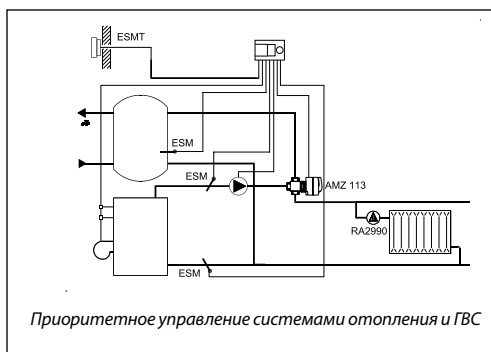 ESMT
ESM
ESM
AMZ 113
RA2990
ESM
Приоритетное управление системами отопления и ГВС